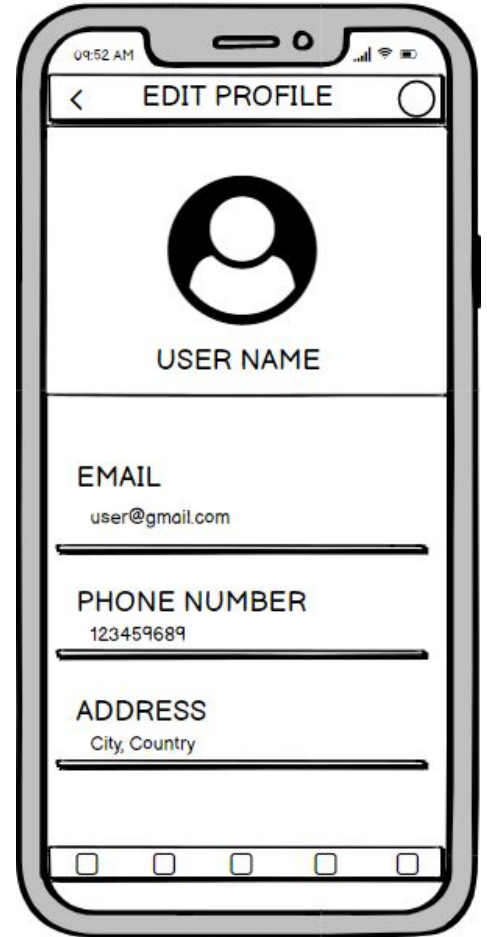 09:52 AM
< EDIT PROFILE
USER NAME
EMAIL
user@gmail.com
PHONE NUMBER
123459689
ADDRESS
City, Country